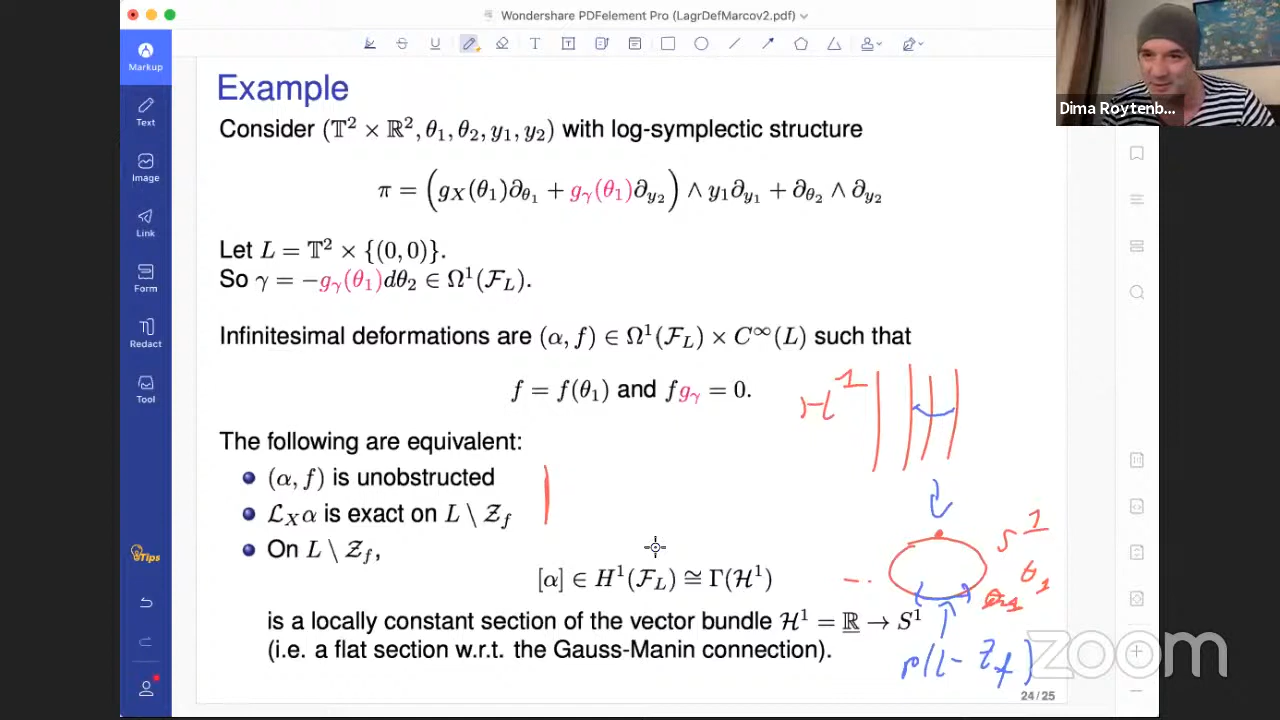 Wondershare PDFelement Pro (LagrDefMarcov2.pdf)
Markup
Text
Image
Link
Form
Redact
Tool
Tips
Dima Roytenb...
Example
Consider (𝕋² × ℝ², θ₁, θ₂, y₁, y₂) with log-symplectic structure
π = (g_X(θ₁)∂_θ₁ + g_γ(θ₁)∂_y₂) ∧ y₁∂_y₁ + ∂_θ₂ ∧ ∂_y₂
Let L = 𝕋² × {(0, 0)}.
So γ = −g_γ(θ₁)dθ₂ ∈ Ω¹(ℱ_L).
Infinitesimal deformations are (α, f) ∈ Ω¹(ℱ_L) × C^∞(L) such that
f = f(θ₁) and fg_γ = 0.
H¹
The following are equivalent:
(α, f) is unobstructed
ℒ_Xα is exact on L \ 𝒵_f
On L \ 𝒵_f,
S¹
θ₁
[α] ∈ H¹(ℱ_L) ≅ Γ(ℋ¹)
is a locally constant section of the vector bundle ℋ¹ = ℝ → S¹
(i.e. a flat section w.r.t. the Gauss-Manin connection).
zoom
24 / 25